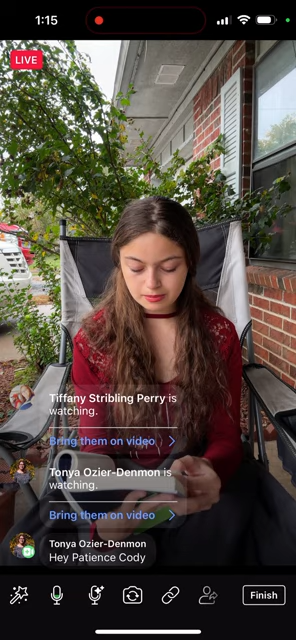 1:15
LIVE
Tiffany Stribling Perry is
watching.
Bring them on video
Tonya Ozier-Denmon is
watching.
Bring them on video
Tonya Ozier-Denmon
Hey Patience Cody
Finish